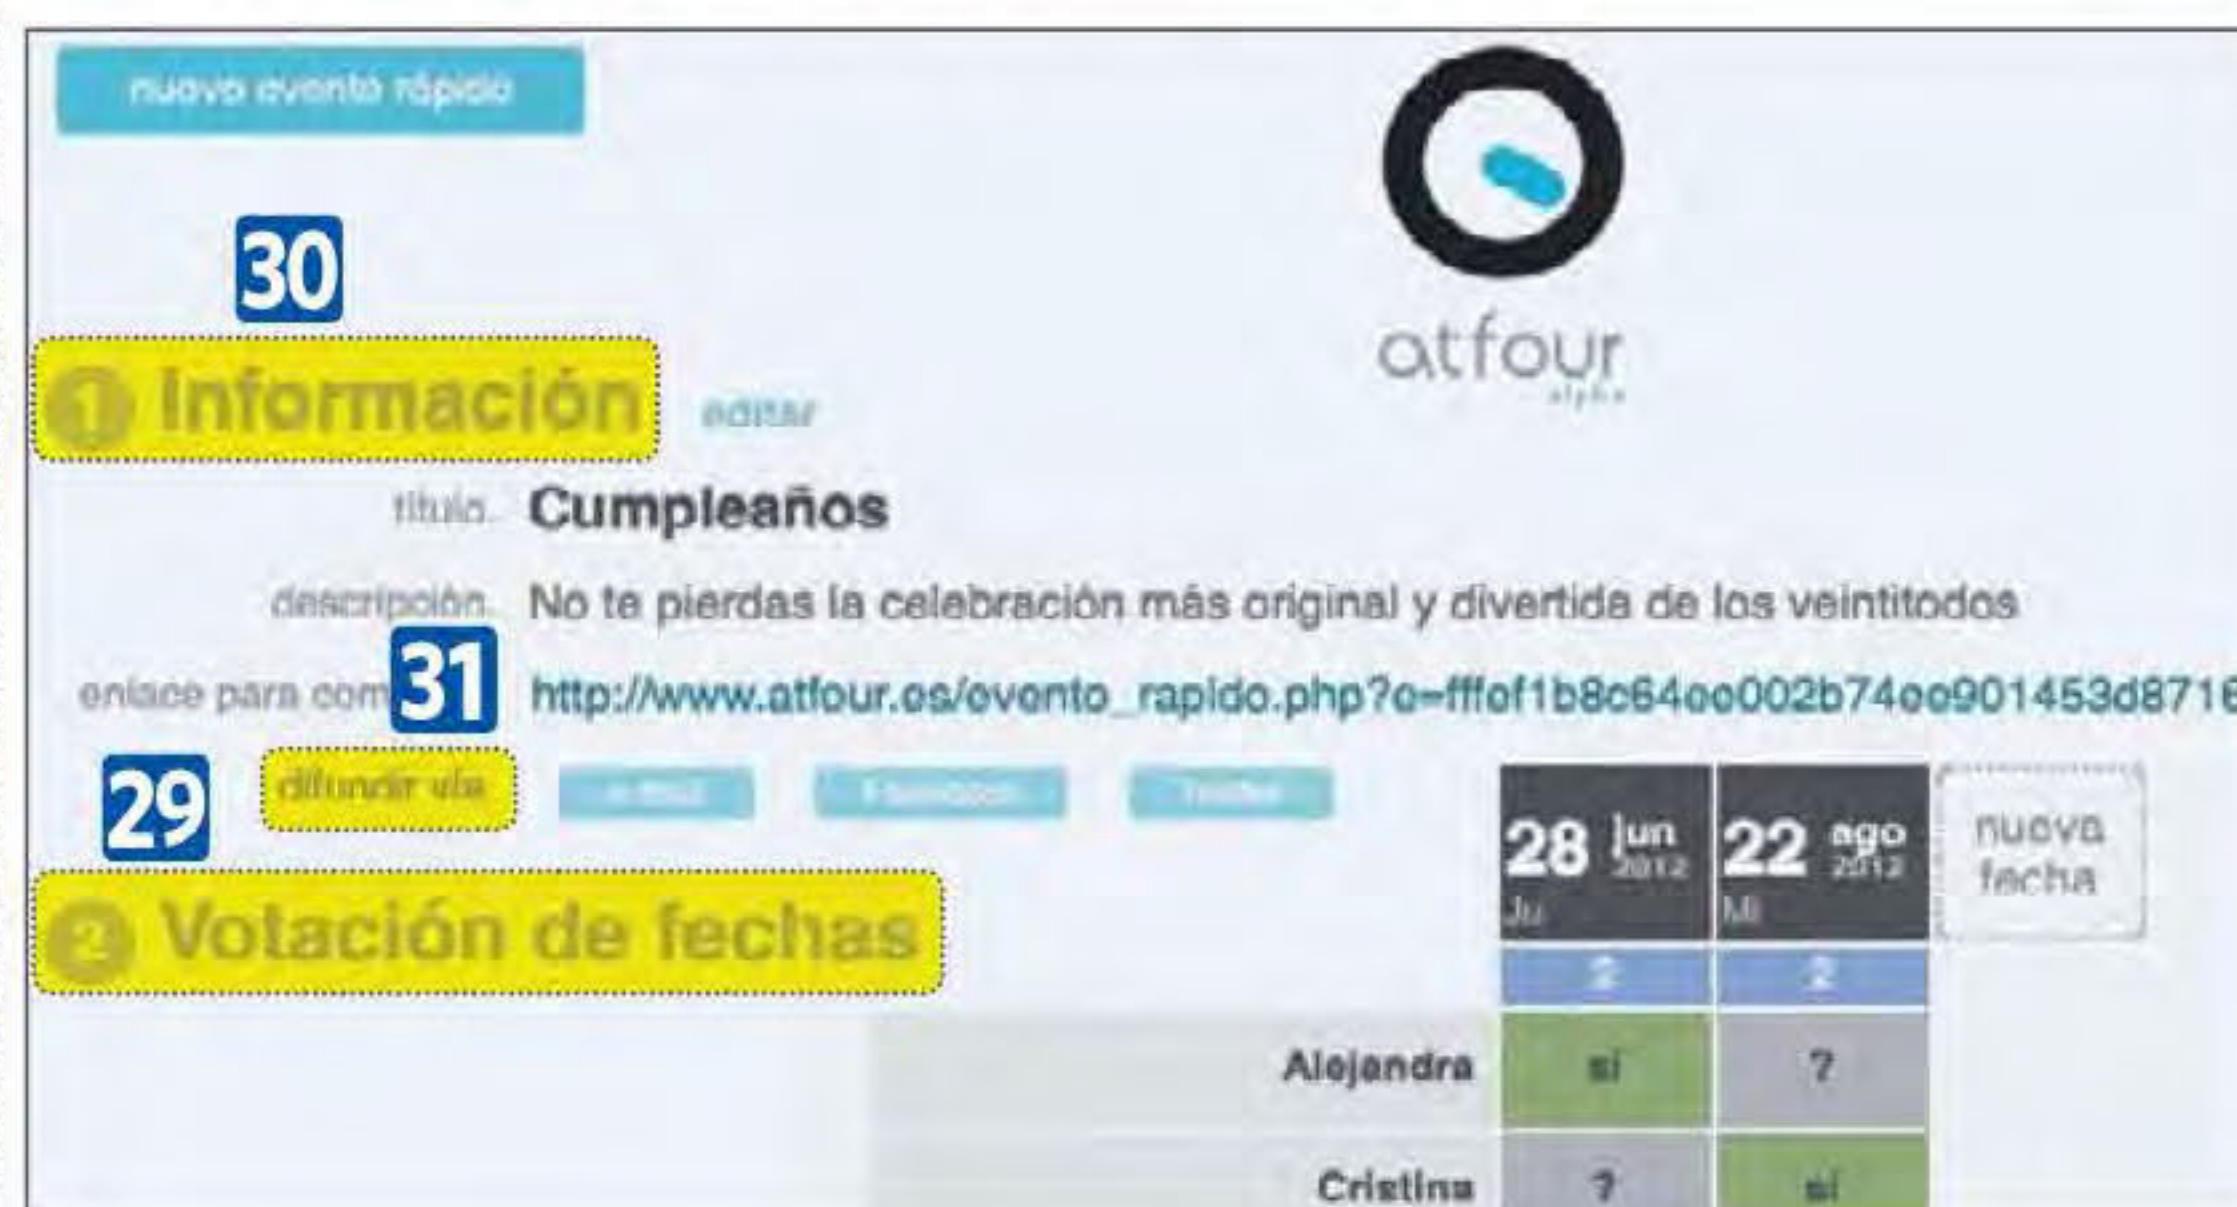 nuevo evento rápido
30
atfour
alpha
1 Información editar
título. Cumpleaños
descripción. No te pierdas la celebración más original y divertida de los veintitodos
31
enlace para com http://www.atfour.es/evento_rapido.php?e=fffef1b8c64ee002b74ee901453d8716
29
difundir vía
28 jun 2012 Ju
22 ago 2012 Mi
nueva fecha
2 Votación de fechas
2 2
Alejandra sí ?
Cristina ? sí